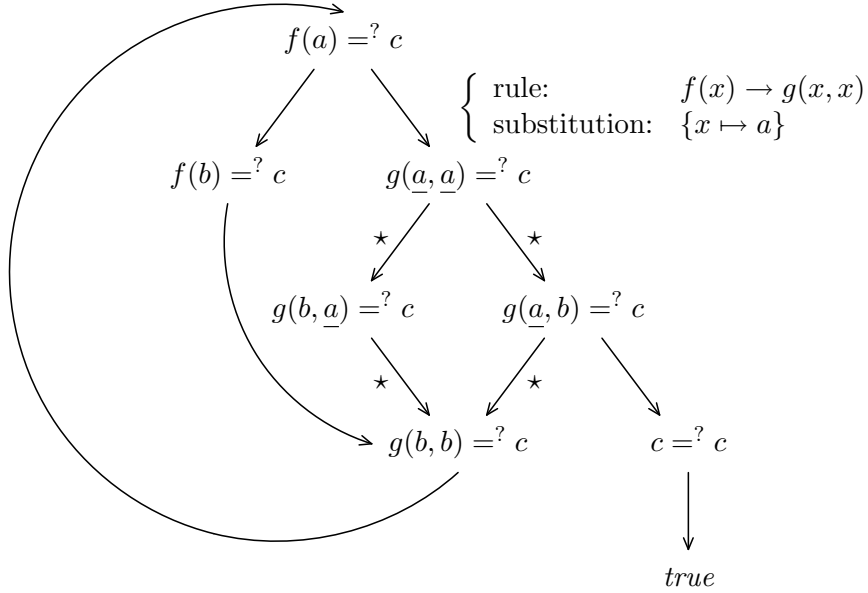 f(a) =? c
{ rule: f(x) → g(x, x)
substitution: {x ↦ a}
f(b) =? c g(a, a) =? c
⋆ ⋆
g(b, a) =? c g(a, b) =? c
⋆ ⋆
g(b, b) =? c c =? c
true